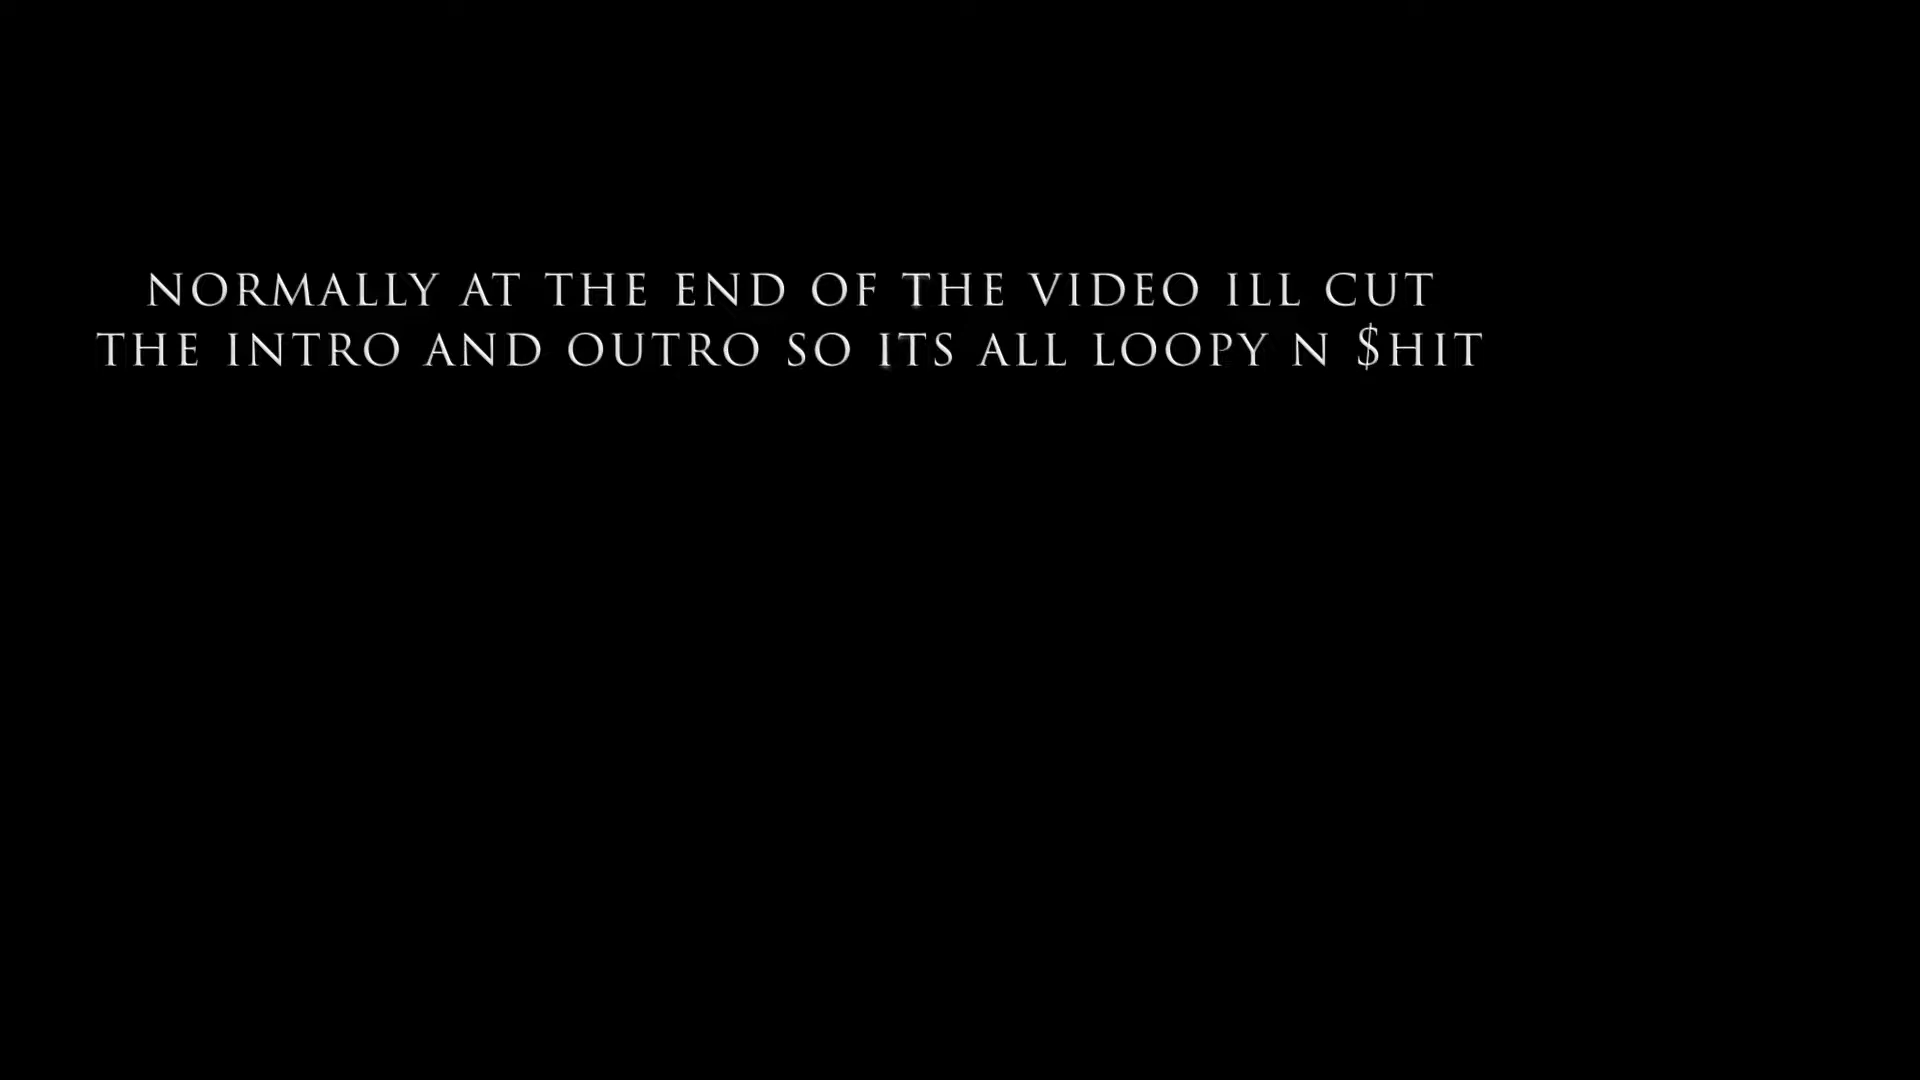 NORMALLY AT THE END OF THE VIDEO ILL CUT
THE INTRO AND OUTRO SO ITS ALL LOOPY N $HIT